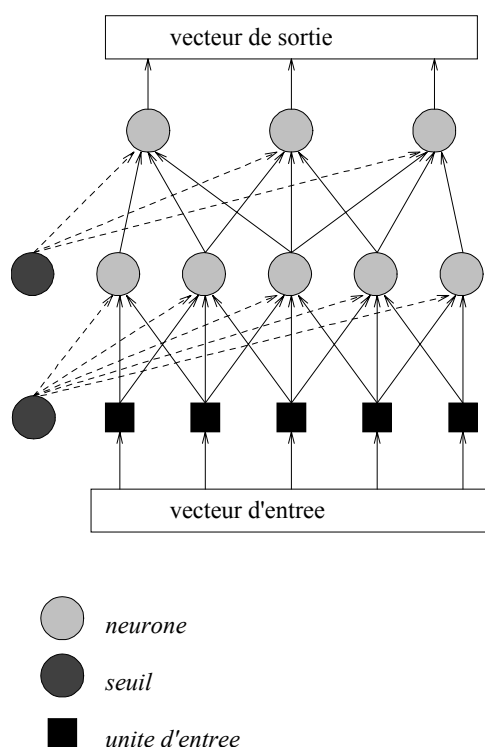 vecteur de sortie
vecteur d'entree
neurone
seuil
unite d'entree